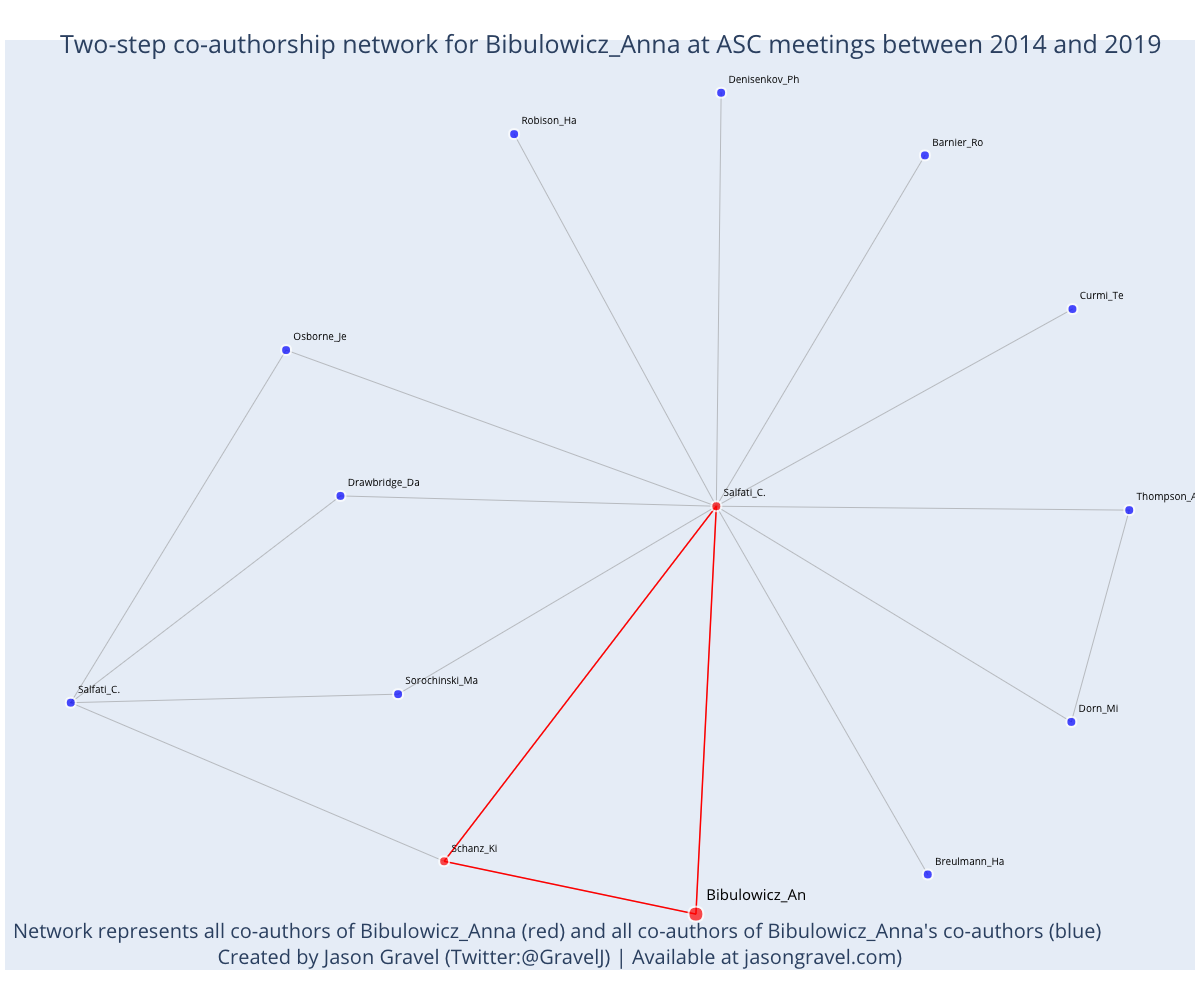 Two-step co-authorship network for Bibulowicz_Anna at ASC meetings between 2014 and 2019
Denisenkov_Ph
Robison_Ha
Barnier_Ro
Curmi_Te
Osborne_Je
Drawbridge_Da
Salfati_C.
Thompson_A
Sorochinski_Ma
Salfati_C.
Dorn_Mi
Schanz_Ki
Breulmann_Ha
Bibulowicz_An
Network represents all co-authors of Bibulowicz_Anna (red) and all co-authors of Bibulowicz_Anna's co-authors (blue)
Created by Jason Gravel (Twitter:@GravelJ) | Available at jasongravel.com)